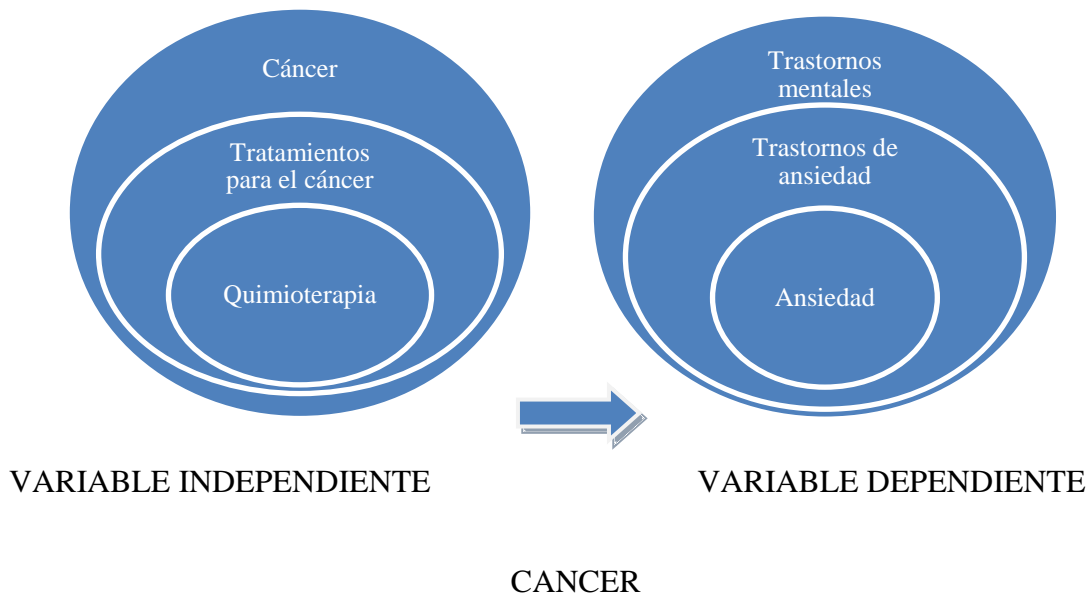 Cáncer
Tratamientos
para el cáncer
Quimioterapia
Trastornos
mentales
Trastornos de
ansiedad
Ansiedad
VARIABLE INDEPENDIENTE
VARIABLE DEPENDIENTE
CANCER